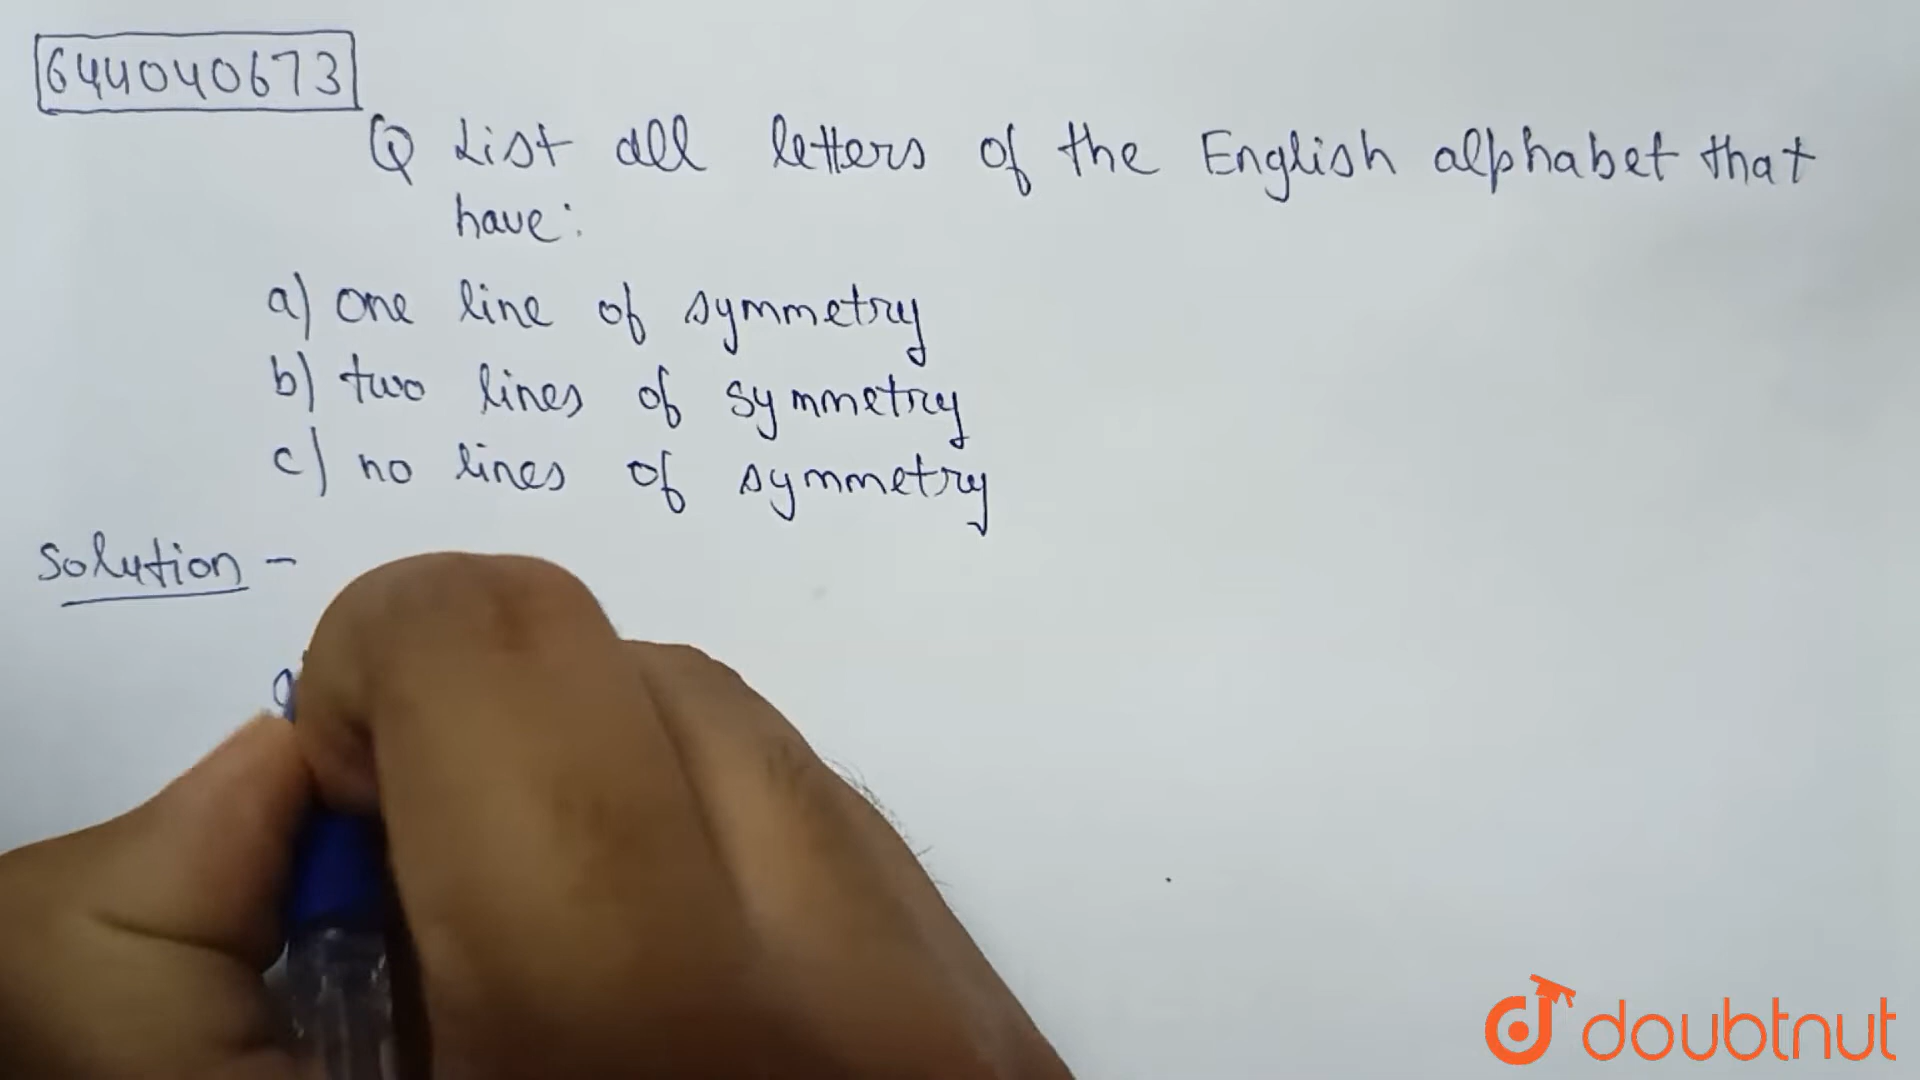 644040673
Q List all letters of the English alphabet that
have:
a) one line of symmetry
b) two lines of symmetry
c) no lines of symmetry
Solution -
a
doubtnut